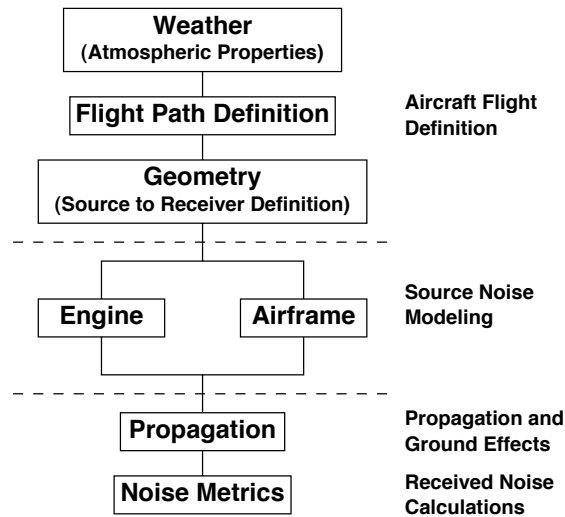 Weather
(Atmospheric Properties)
Flight Path Definition
Aircraft Flight
Definition
Geometry
(Source to Receiver Definition)
Engine
Airframe
Source Noise
Modeling
Propagation
Propagation and
Ground Effects
Noise Metrics
Received Noise
Calculations